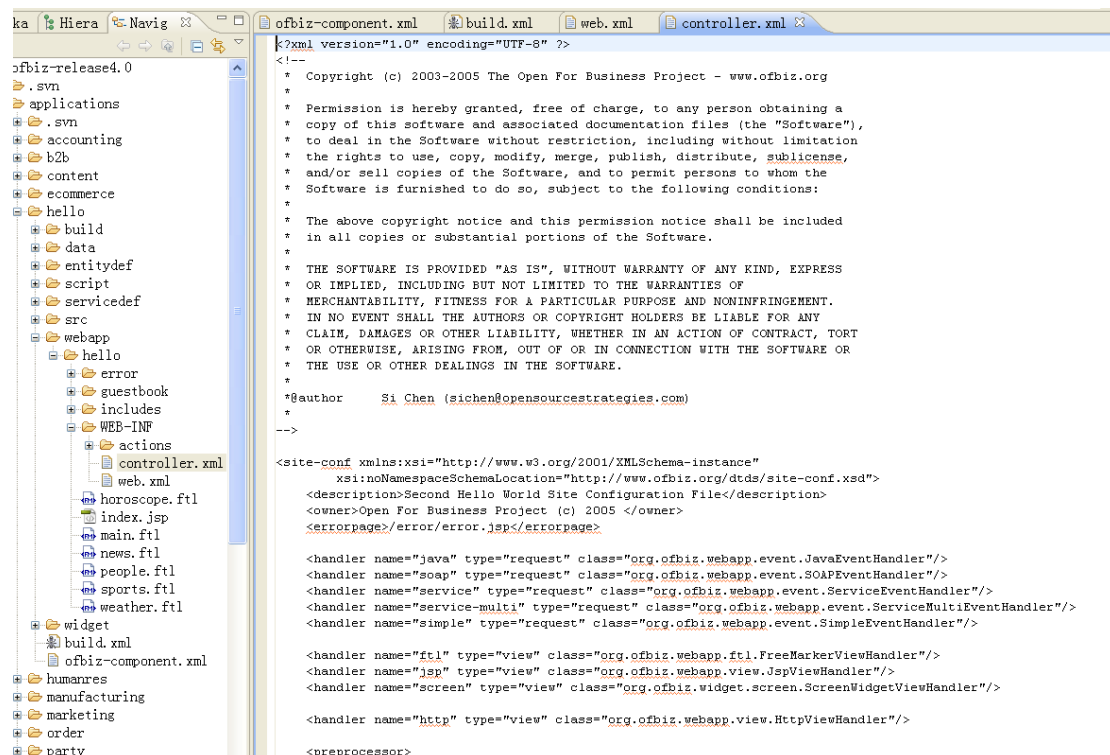 ka Hiera Navig
ofbiz-release4.0
.svn
applications
.svn
accounting
b2b
content
ecommerce
hello
build
data
entitydef
script
servicedef
src
webapp
hello
error
guestbook
includes
WEB-INF
actions
controller.xml
web.xml
horoscope.ftl
index.jsp
main.ftl
news.ftl
people.ftl
sports.ftl
weather.ftl
widget
build.xml
ofbiz-component.xml
humanres
manufacturing
marketing
order
party
ofbiz-component.xml build.xml web.xml controller.xml
<?xml version="1.0" encoding="UTF-8" ?>
<!--
* Copyright (c) 2003-2005 The Open For Business Project - www.ofbiz.org
*
* Permission is hereby granted, free of charge, to any person obtaining a
* copy of this software and associated documentation files (the "Software"),
* to deal in the Software without restriction, including without limitation
* the rights to use, copy, modify, merge, publish, distribute, sublicense,
* and/or sell copies of the Software, and to permit persons to whom the
* Software is furnished to do so, subject to the following conditions:
*
* The above copyright notice and this permission notice shall be included
* in all copies or substantial portions of the Software.
*
* THE SOFTWARE IS PROVIDED "AS IS", WITHOUT WARRANTY OF ANY KIND, EXPRESS
* OR IMPLIED, INCLUDING BUT NOT LIMITED TO THE WARRANTIES OF
* MERCHANTABILITY, FITNESS FOR A PARTICULAR PURPOSE AND NONINFRINGEMENT.
* IN NO EVENT SHALL THE AUTHORS OR COPYRIGHT HOLDERS BE LIABLE FOR ANY
* CLAIM, DAMAGES OR OTHER LIABILITY, WHETHER IN AN ACTION OF CONTRACT, TORT
* OR OTHERWISE, ARISING FROM, OUT OF OR IN CONNECTION WITH THE SOFTWARE OR
* THE USE OR OTHER DEALINGS IN THE SOFTWARE.
*
*@author Si Chen (sichen@opensourcestrategies.com)
*
-->
<site-conf xmlns:xsi="http://www.w3.org/2001/XMLSchema-instance"
xsi:noNamespaceSchemaLocation="http://www.ofbiz.org/dtds/site-conf.xsd">
<description>Second Hello World Site Configuration File</description>
<owner>Open For Business Project (c) 2005 </owner>
<errorpage>/error/error.jsp</errorpage>
<handler name="java" type="request" class="org.ofbiz.webapp.event.JavaEventHandler"/>
<handler name="soap" type="request" class="org.ofbiz.webapp.event.SOAPEventHandler"/>
<handler name="service" type="request" class="org.ofbiz.webapp.event.ServiceEventHandler"/>
<handler name="service-multi" type="request" class="org.ofbiz.webapp.event.ServiceMultiEventHandler"/>
<handler name="simple" type="request" class="org.ofbiz.webapp.event.SimpleEventHandler"/>
<handler name="ftl" type="view" class="org.ofbiz.webapp.ftl.FreeMarkerViewHandler"/>
<handler name="jsp" type="view" class="org.ofbiz.webapp.view.JspViewHandler"/>
<handler name="screen" type="view" class="org.ofbiz.widget.screen.ScreenWidgetViewHandler"/>
<handler name="http" type="view" class="org.ofbiz.webapp.view.HttpViewHandler"/>
<preprocessor>